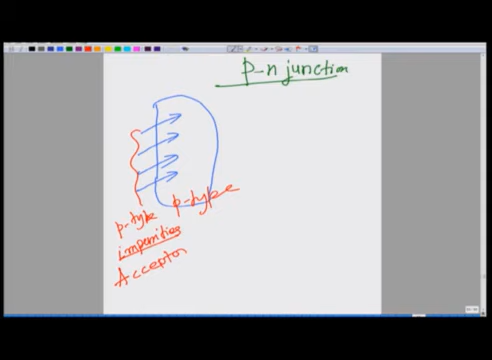 p-n junction
p-type
p-type
impurities
Acceptor